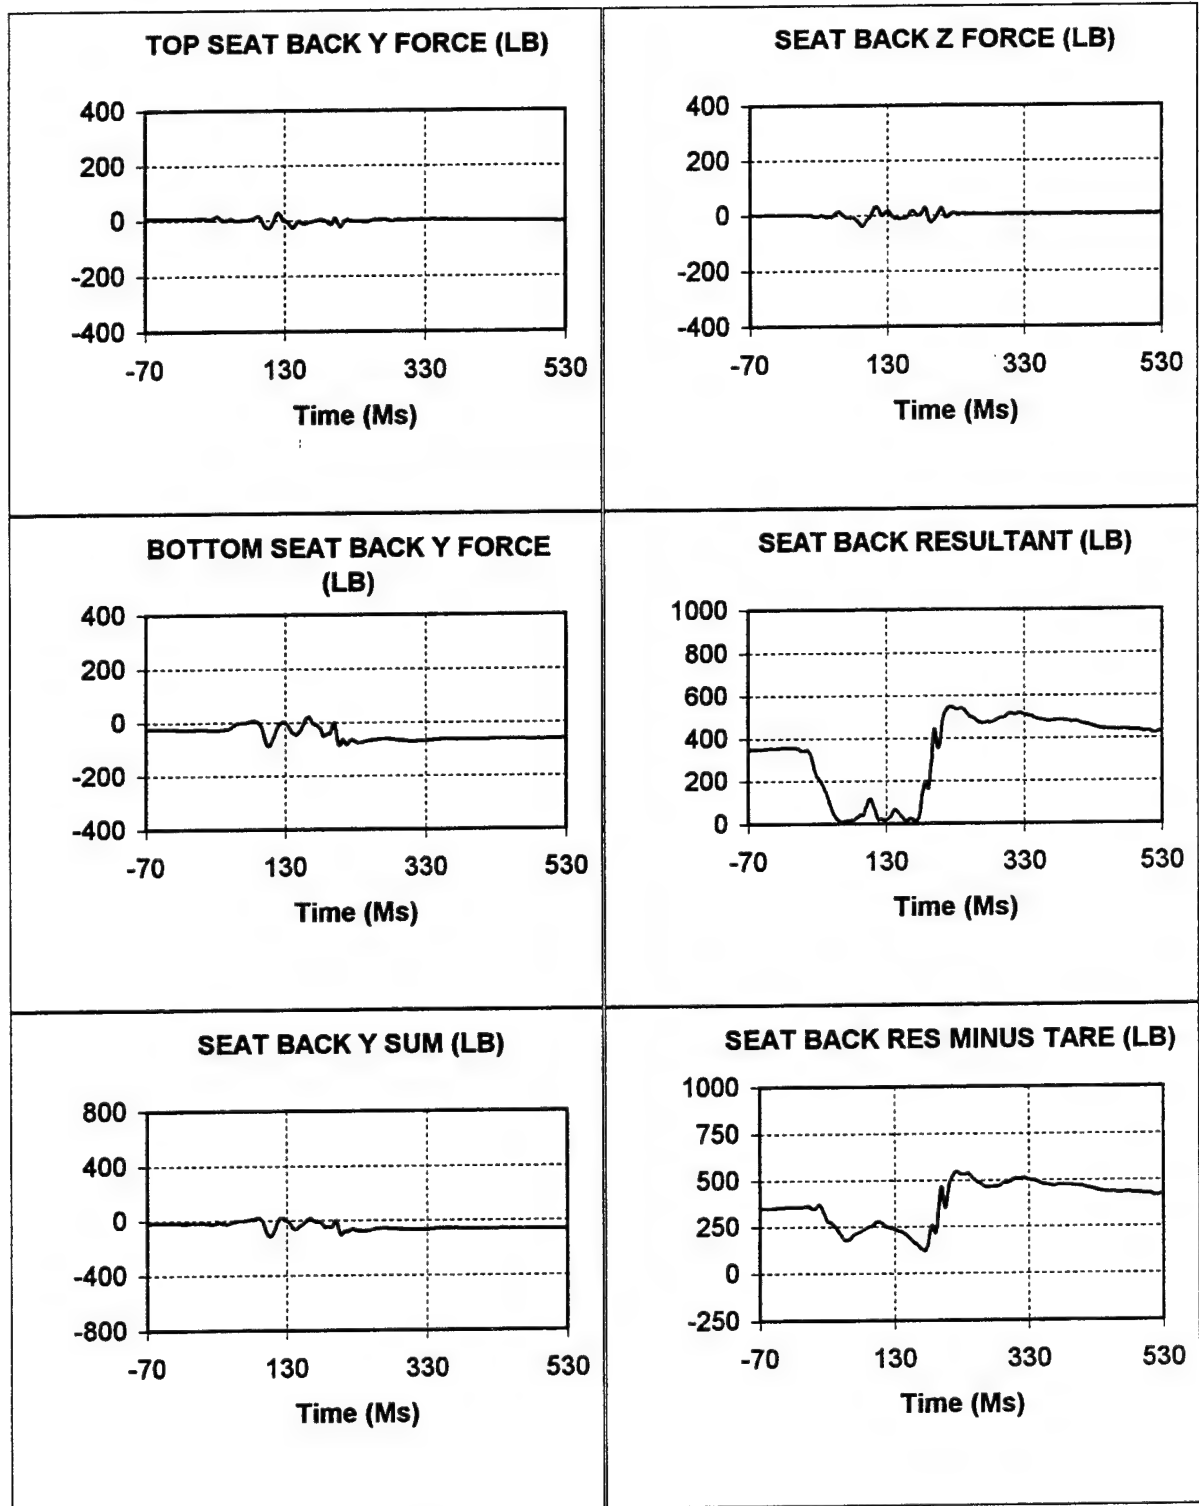 TOP SEAT BACK Y FORCE (LB)
400
200
0
-200
-400
-70 130 330 530
Time (Ms)
SEAT BACK Z FORCE (LB)
400
200
0
-200
-400
-70 130 330 530
Time (Ms)
BOTTOM SEAT BACK Y FORCE
(LB)
400
200
0
-200
-400
-70 130 330 530
Time (Ms)
SEAT BACK RESULTANT (LB)
1000
800
600
400
200
0
-70 130 330 530
Time (Ms)
SEAT BACK Y SUM (LB)
800
400
0
-400
-800
-70 130 330 530
Time (Ms)
SEAT BACK RES MINUS TARE (LB)
1000
750
500
250
0
-250
-70 130 330 530
Time (Ms)